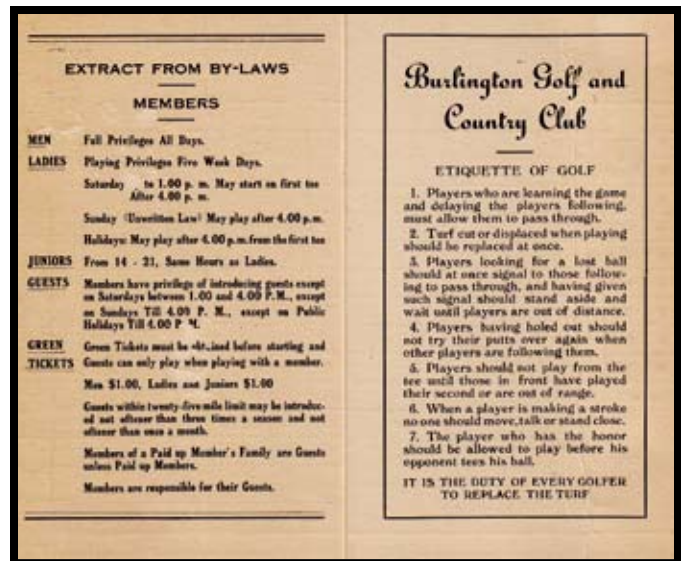 EXTRACT FROM BY-LAWS
MEMBERS
MEN Full Privileges All Days.
LADIES Playing Privileges Five Week Days.
Saturday to 1.00 p. m. May start on first tee
After 4.00 p. m.
Sunday (Unwritten Law) May play after 4.00 p.m.
Holidays: May play after 4.00 p.m. from the first tee
JUNIORS From 14 - 21, Same Hours as Ladies.
GUESTS Members have privilege of introducing guests except
on Saturdays between 1.00 and 4.00 P.M., except
on Sundays Till 4.00 P. M., except on Public
Holidays Till 4.00 P M.
GREEN Green Tickets must be obtained before starting and
TICKETS Guests can only play when playing with a member.
Men $1.00, Ladies and Juniors $1.00
Guests within twenty-five mile limit may be introduc-
ed not oftener than three times a season and not
oftener than once a month.
Members of a Paid up Member's Family are Guests
unless Paid up Members.
Members are responsible for their Guests.
Burlington Golf and
Country Club
ETIQUETTE OF GOLF
1. Players who are learning the game
and delaying the players following,
must allow them to pass through.
2. Turf cut or displaced when playing
should be replaced at once.
3. Players looking for a lost ball
should at once signal to those follow-
ing to pass through, and having given
such signal should stand aside and
wait until players are out of distance.
4. Players having holed out should
not try their putts over again when
other players are following them.
5. Players should not play from the
tee until those in front have played
their second or are out of range.
6. When a player is making a stroke
no one should move, talk or stand close.
7. The player who has the honor
should be allowed to play before his
opponent tees his ball.
IT IS THE DUTY OF EVERY GOLFER
TO REPLACE THE TURF